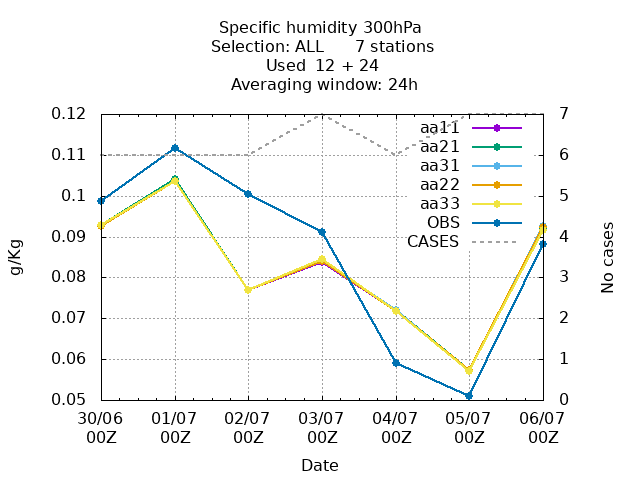 Specific humidity 300hPa
Selection: ALL 7 stations
Used 12 + 24
Averaging window: 24h
0.12
0.11
0.1
0.09
0.08
0.07
0.06
0.05
7
6
5
4
3
2
1
0
g/Kg
No cases
aa11
aa21
aa31
aa22
aa33
OBS
CASES
30/06 01/07 02/07 03/07 04/07 05/07 06/07
00Z 00Z 00Z 00Z 00Z 00Z 00Z
Date